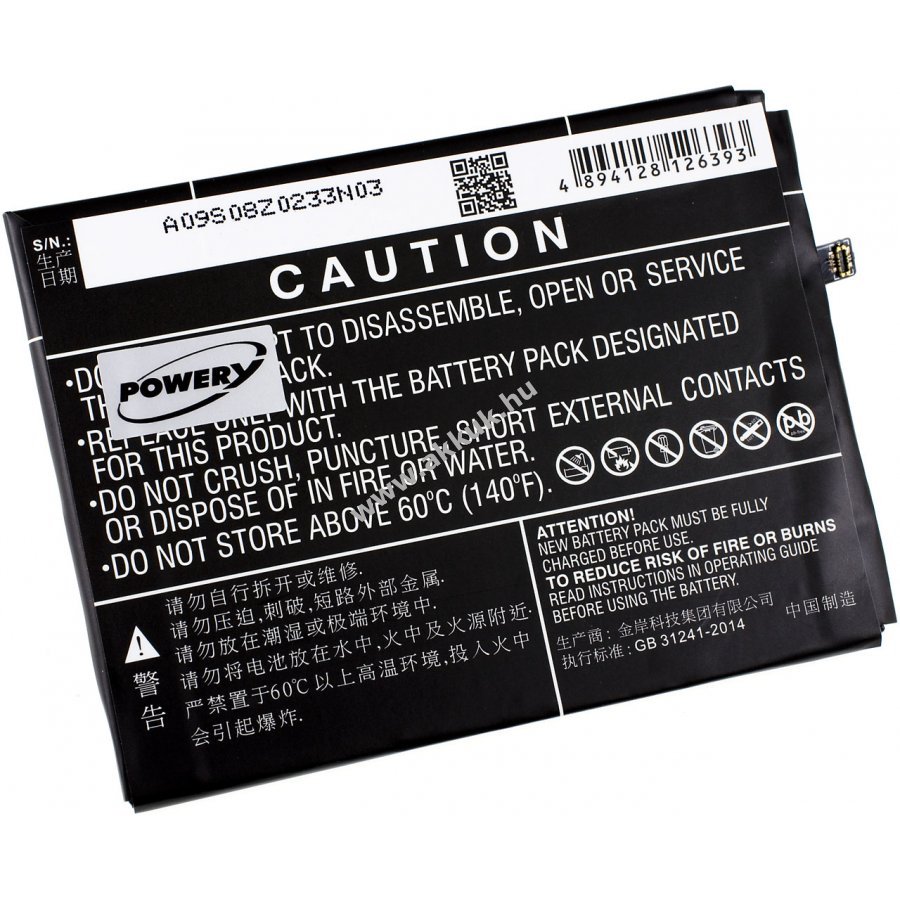 S/N.:
生产
日期
A09S08Z0233N03
4 894128 126393
CAUTION
T TO DISASSEMBLE, OPEN OR SERVICE
ACK.
WITH THE BATTERY PACK DESIGNATED
FOR THIS PRODUCT.
•DO NOT CRUSH, PUNCTURE, SHORT EXTERNAL CONTACTS
OR DISPOSE OF IN FIRE OR WATER.
•DO NOT STORE ABOVE 60°C (140°F).
POWERY
www.akkuk.hu
Pb
ATTENTION!
NEW BATTERY PACK MUST BE FULLY
CHARGED BEFORE USE.
TO REDUCE RISK OF FIRE OR BURNS
READ INSTRUCTIONS IN OPERATING GUIDE
BEFORE USING THE BATTERY.
生产商: 金岸科技集团有限公司
执行标准: GB 31241-2014
中国制造
警告
请勿自行拆开或维修.
请勿压迫, 刺破, 短路外部金属.
请勿放在潮湿或极端环境中.
请勿将电池放在水中, 火中及火源附近.
严禁置于60℃以上高温环境, 投入火中
会引起爆炸.